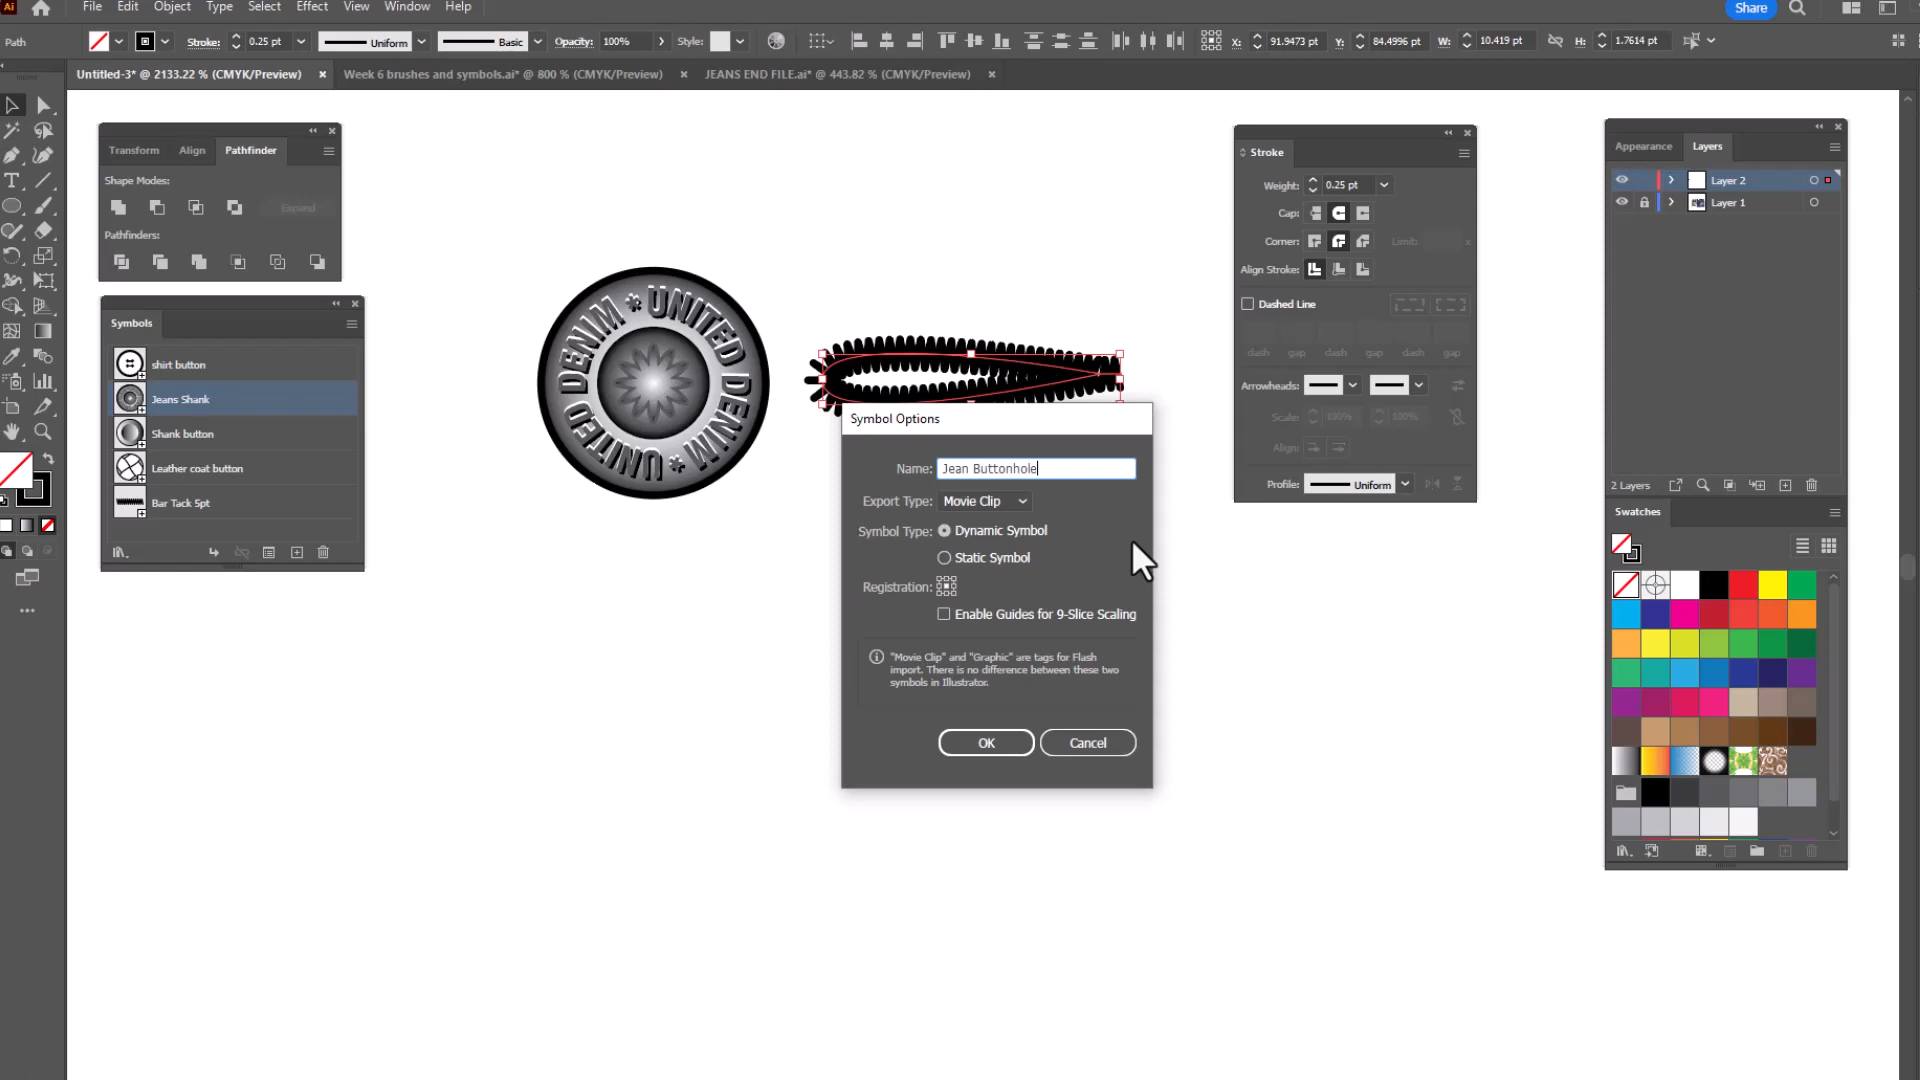 Ai File Edit Object Type Select Effect View Window Help Share
Path Stroke: 0.25 pt Uniform Basic Opacity: 100% Style: X: 91.9473 pt Y: 84.4996 pt W: 10.419 pt H: 1.7614 pt
Untitled-3* @ 2133.22 % (CMYK/Preview) Week 6 brushes and symbols.ai* @ 800 % (CMYK/Preview) JEANS END FILE.ai* @ 443.82 % (CMYK/Preview)
Transform Align Pathfinder
Shape Modes:
Expand
Pathfinders:
Symbols
shirt button
Jeans Shank
Shank button
Leather coat button
Bar Tack 5pt
UNITED DENIM * UNITED DENIM *
Symbol Options
Name: Jean Buttonhole
Export Type: Movie Clip
Symbol Type: Dynamic Symbol
Static Symbol
Registration:
Enable Guides for 9-Slice Scaling
"Movie Clip" and "Graphic" are tags for Flash
import. There is no difference between these two
symbols in Illustrator.
OK Cancel
Stroke
Weight: 0.25 pt
Cap:
Corner: Limit: x
Align Stroke:
Dashed Line
dash gap dash gap dash gap
Arrowheads:
Scale: 100% 100%
Align:
Profile: Uniform
Appearance Layers
Layer 2
Layer 1
2 Layers
Swatches